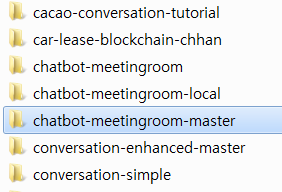 cacao-conversation-tutorial
car-lease-blockchain-chhan
chatbot-meetingroom
chatbot-meetingroom-local
chatbot-meetingroom-master
conversation-enhanced-master
conversation-simple